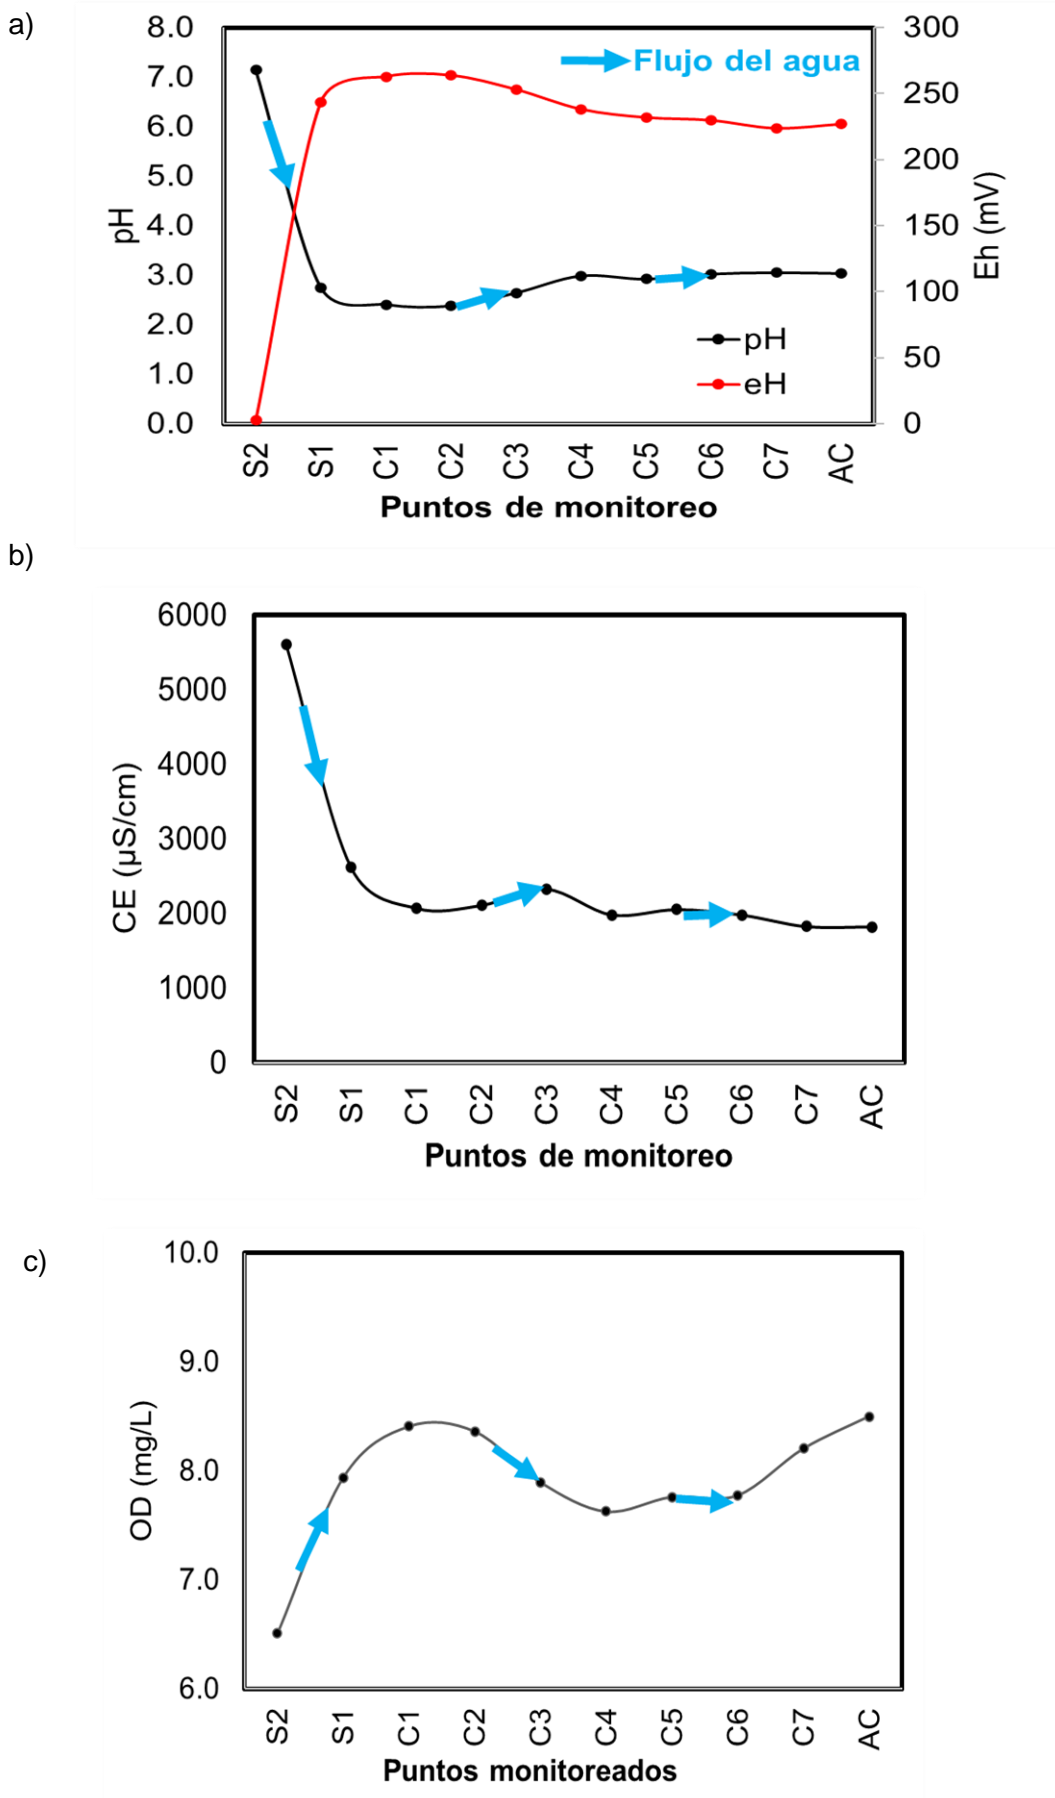 a)
8.0
7.0
6.0
5.0
4.0
3.0
2.0
1.0
0.0
pH
300
250
200
150
100
50
0
Eh (mV)
Flujo del agua
pH
eH
S2 S1 C1 C2 C3 C4 C5 C6 C7 AC
Puntos de monitoreo
b)
6000
5000
4000
3000
2000
1000
0
CE (µS/cm)
S2 S1 C1 C2 C3 C4 C5 C6 C7 AC
Puntos de monitoreo
c)
10.0
9.0
8.0
7.0
6.0
OD (mg/L)
S2 S1 C1 C2 C3 C4 C5 C6 C7 AC
Puntos monitoreados